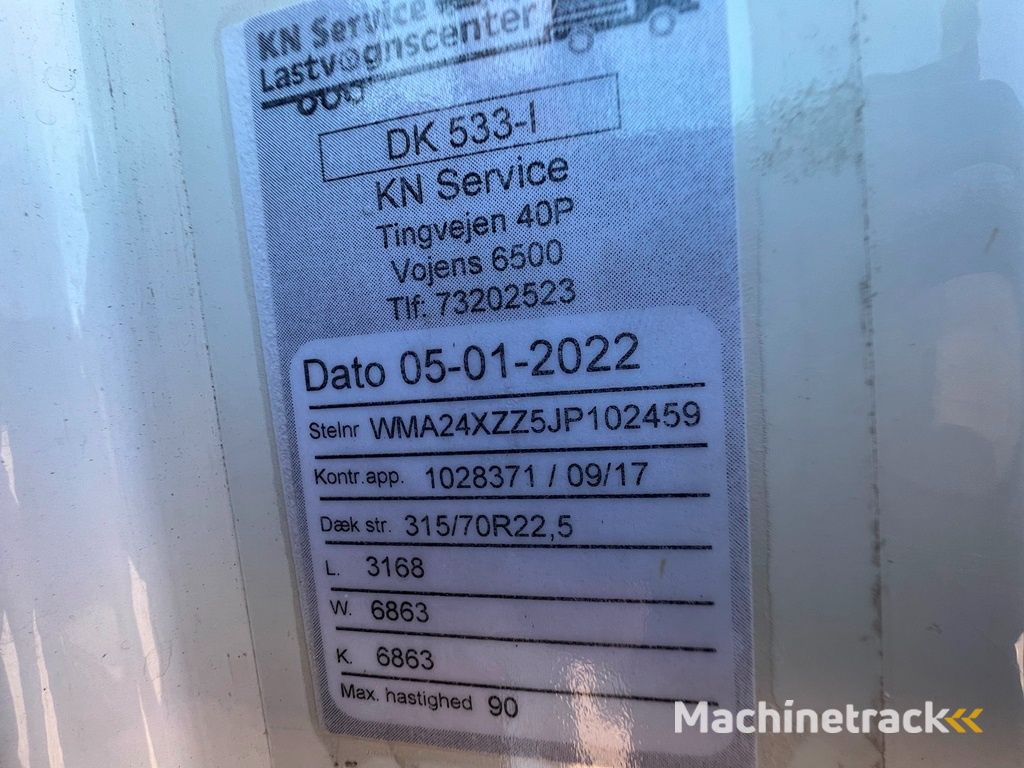 KN Service
Lastvognscenter
DK 533-I
KN Service
Tingvejen 40P
Vojens 6500
Tlf: 73202523
Dato 05-01-2022
Stelnr WMA24XZZ5JP102459
Kontr.app. 1028371 / 09/17
Dæk str. 315/70R22,5
L. 3168
W. 6863
K. 6863
Max. hastighed 90
Machinetrack